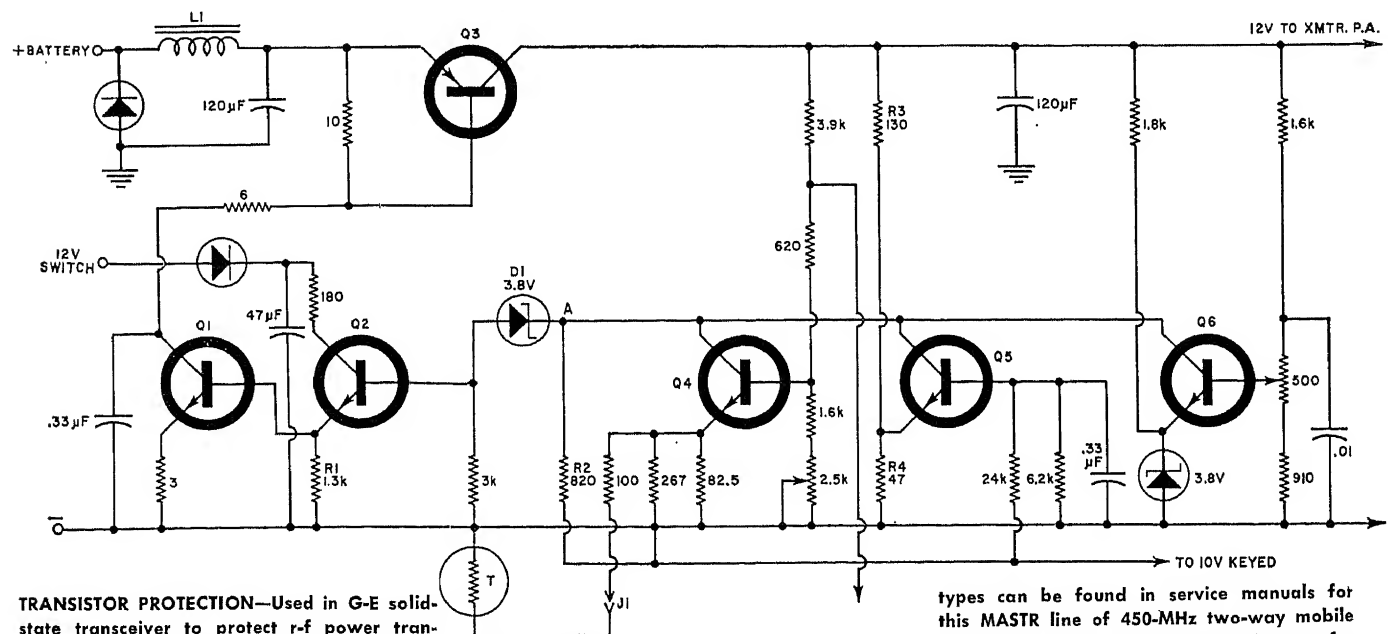 L1
+BATTERY
Q3
12V TO XMTR. P.A.
120µF
10
3.9k
R3
130
120µF
1.8k
1.6k
6
12V
SWITCH
620
180
D1
3.8V
A
47µF
Q1
Q2
Q4
Q5
Q6
500
.33µF
1.6k
.33
µF
.01
3
R1
1.3k
3k
R2
820
100
267
82.5
2.5k
R4
47
24k
6.2k
3.8V
910
−
T
TO 10V KEYED
J1
TRANSISTOR PROTECTION—Used in G-E solid-
state transceiver to protect r-f power tran-
types can be found in service manuals for
this MASTR line of 450-MHz two-way mobile